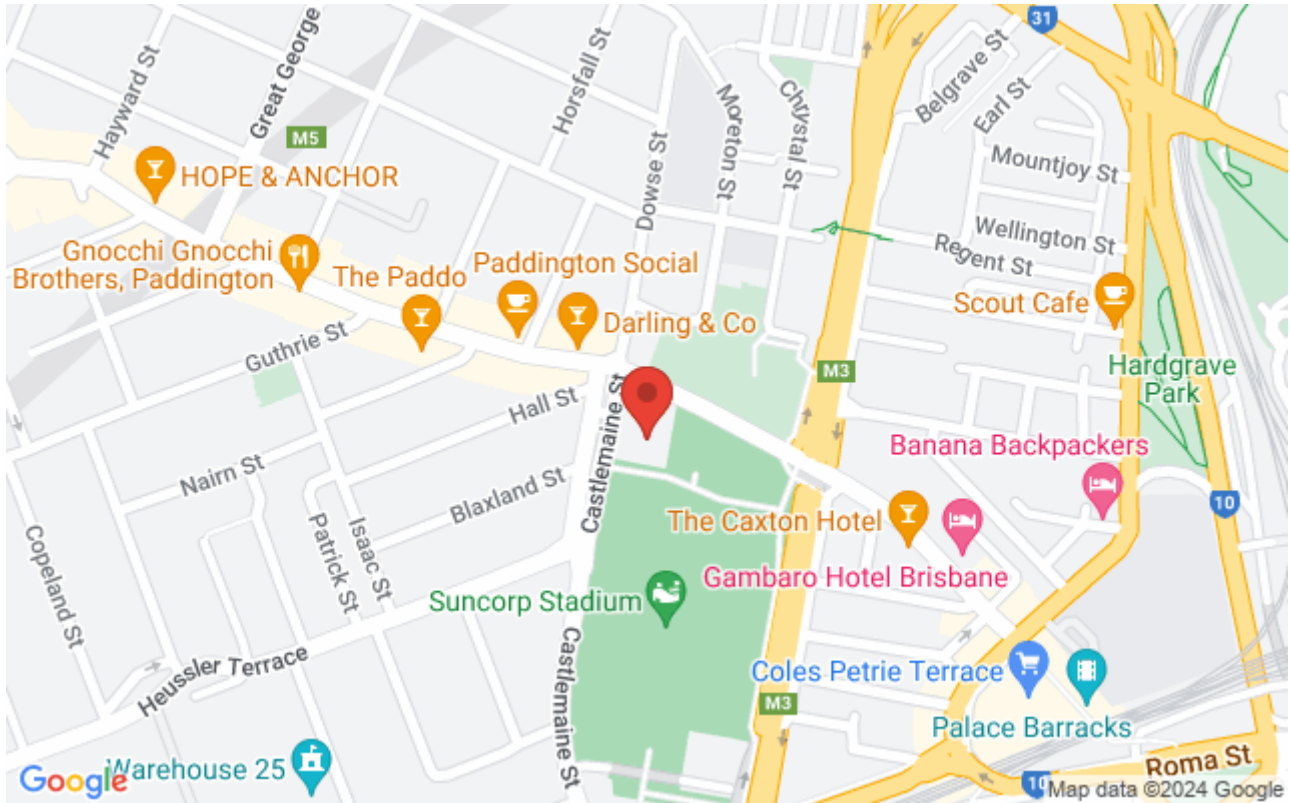 31
Hayward St
Great George
Horsfall St
Moreton St
Chrystal St
Belgrave St
Earl St
M5
HOPE & ANCHOR
Dowse St
Mountjoy St
Wellington St
Regent St
Gnocchi Gnocchi
Brothers, Paddington
The Paddo
Paddington Social
Darling & Co
Scout Cafe
Guthrie St
M3
Hardgrave
Park
Hall St
Castlemaine St
Banana Backpackers
Nairn St
Blaxland St
10
The Caxton Hotel
Copeland St
Patrick St
Isaac St
Gambaro Hotel Brisbane
Suncorp Stadium
Heussler Terrace
Castlemaine St
Coles Petrie Terrace
M3
Palace Barracks
Warehouse 25
Roma St
10
Google
Map data ©2024 Google